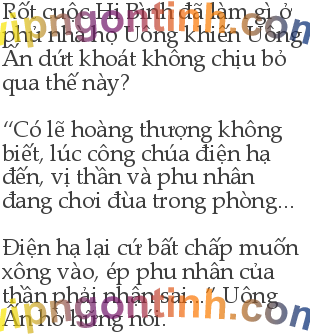 Rốt cuộc Hi Bình đã làm gì ở
phủ nhà họ Uông khiến Uông
Ấn dứt khoát không chịu bỏ
qua thế này?
“Có lẽ hoàng thượng không
biết, lúc công chúa điện hạ
đến, vị thần và phu nhân
đang chơi đùa trong phòng...
Điện hạ lại cứ bất chấp muốn
xông vào, ép phu nhân của
thần phải nhận sai...” Uông
Ấn hờ hững nói.